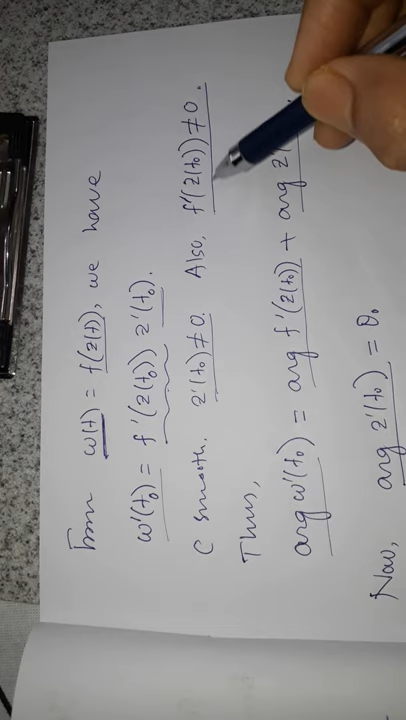 From ω(t) = f(z(t)), we have
ω'(t₀) = f'(z(t₀)) z'(t₀).
C smooth. z'(t₀) ≠ 0. Also, f'(z(t₀)) ≠ 0.
Thus,
arg ω'(t₀) = arg f'(z(t₀)) + arg z'
Now, arg z'(t₀) = θ₀